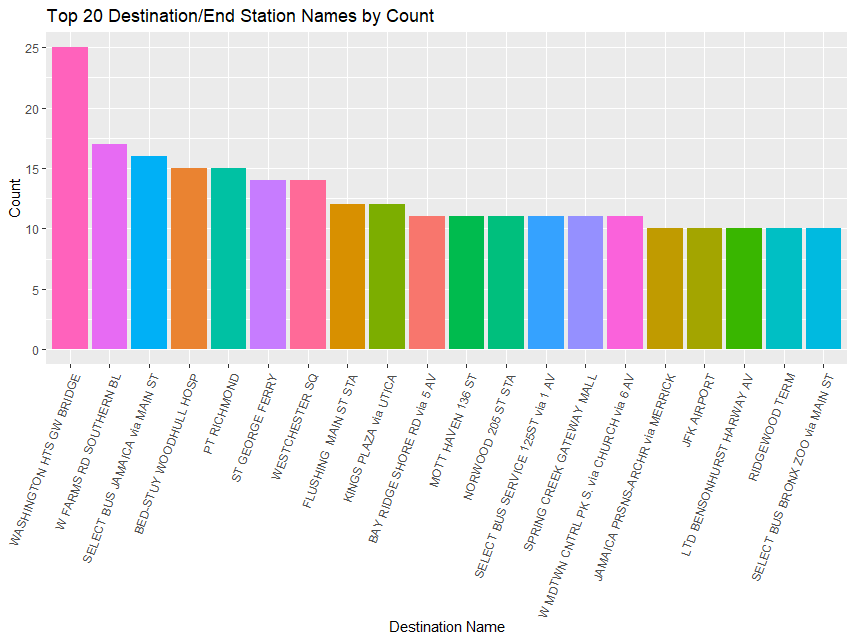 Top 20 Destination/End Station Names by Count
Count
25
20
15
10
5
0
WASHINGTON HTS GW BRIDGE
W FARMS RD SOUTHERN BL
SELECT BUS JAMAICA via MAIN ST
BED-STUY WOODHULL HOSP
PT RICHMOND
ST GEORGE FERRY
WESTCHESTER SQ
FLUSHING  MAIN ST STA
KINGS PLAZA via UTICA
BAY RIDGE SHORE RD via 5 AV
MOTT HAVEN 136 ST
NORWOOD 205 ST STA
SELECT BUS SERVICE 125ST via 1 AV
SPRING CREEK GATEWAY MALL
W MDTWN CNTRL PK S. via CHURCH via 6 AV
JAMAICA PRSNS-ARCHR via MERRICK
JFK AIRPORT
LTD BENSONHURST HARWAY AV
RIDGEWOOD TERM
SELECT BUS BRONX ZOO via MAIN ST
Destination Name